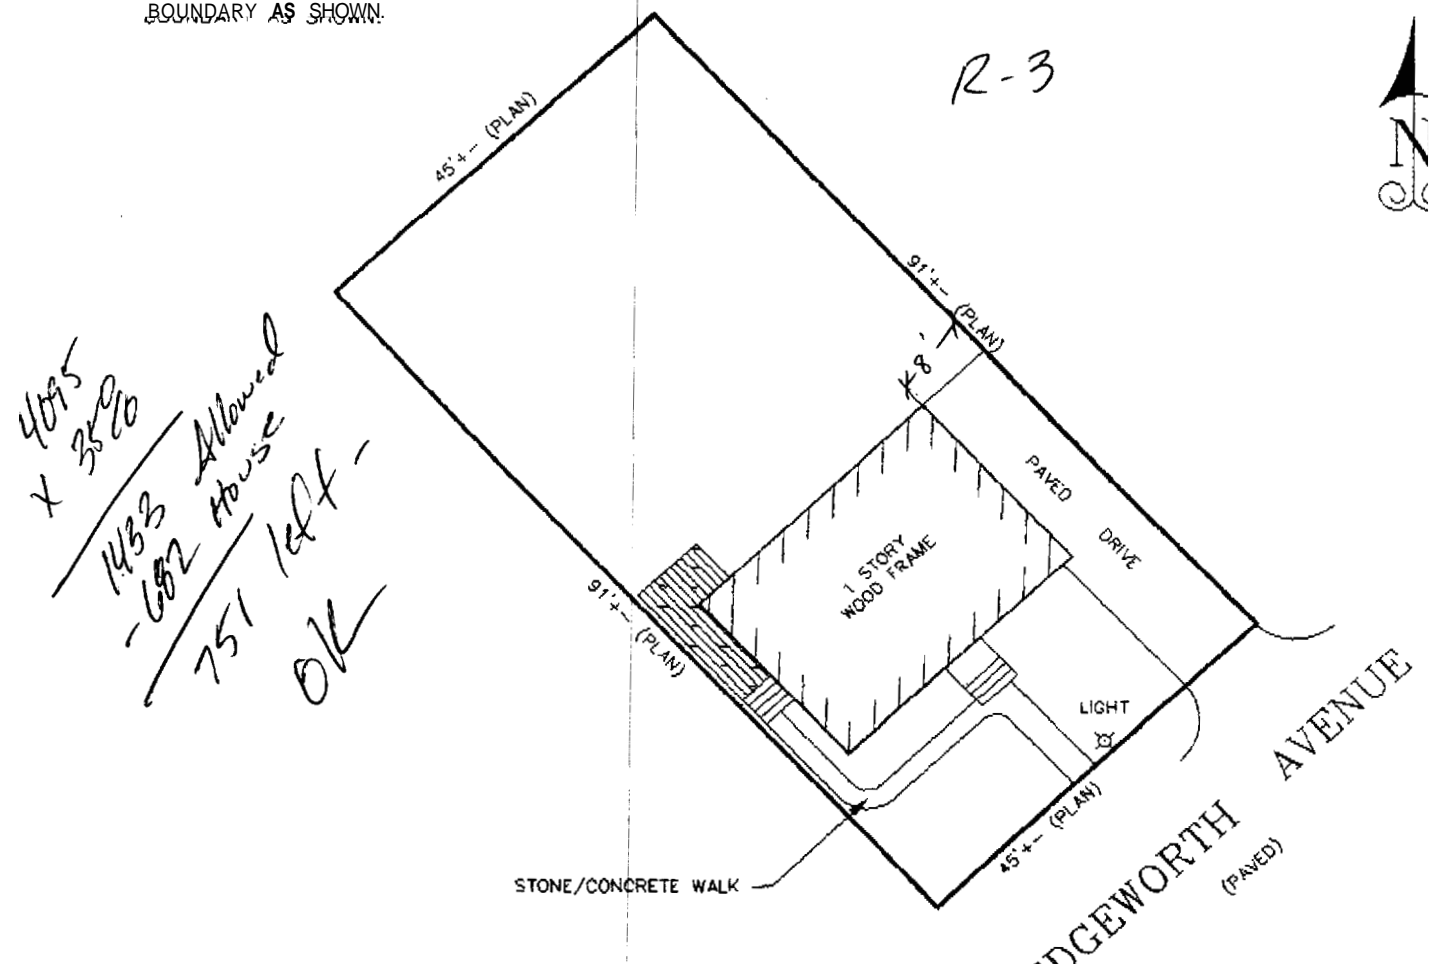 BOUNDARY AS SHOWN.
R-3
N
45'+- (PLAN)
91'+- (PLAN)
8'
4095
x 35%
1433 Allowed
-682 House
751 left -
OK
PAVED DRIVE
1 STORY
WOOD FRAME
91'+- (PLAN)
LIGHT
45'+- (PLAN)
STONE/CONCRETE WALK
DGEWORTH AVENUE
(PAVED)